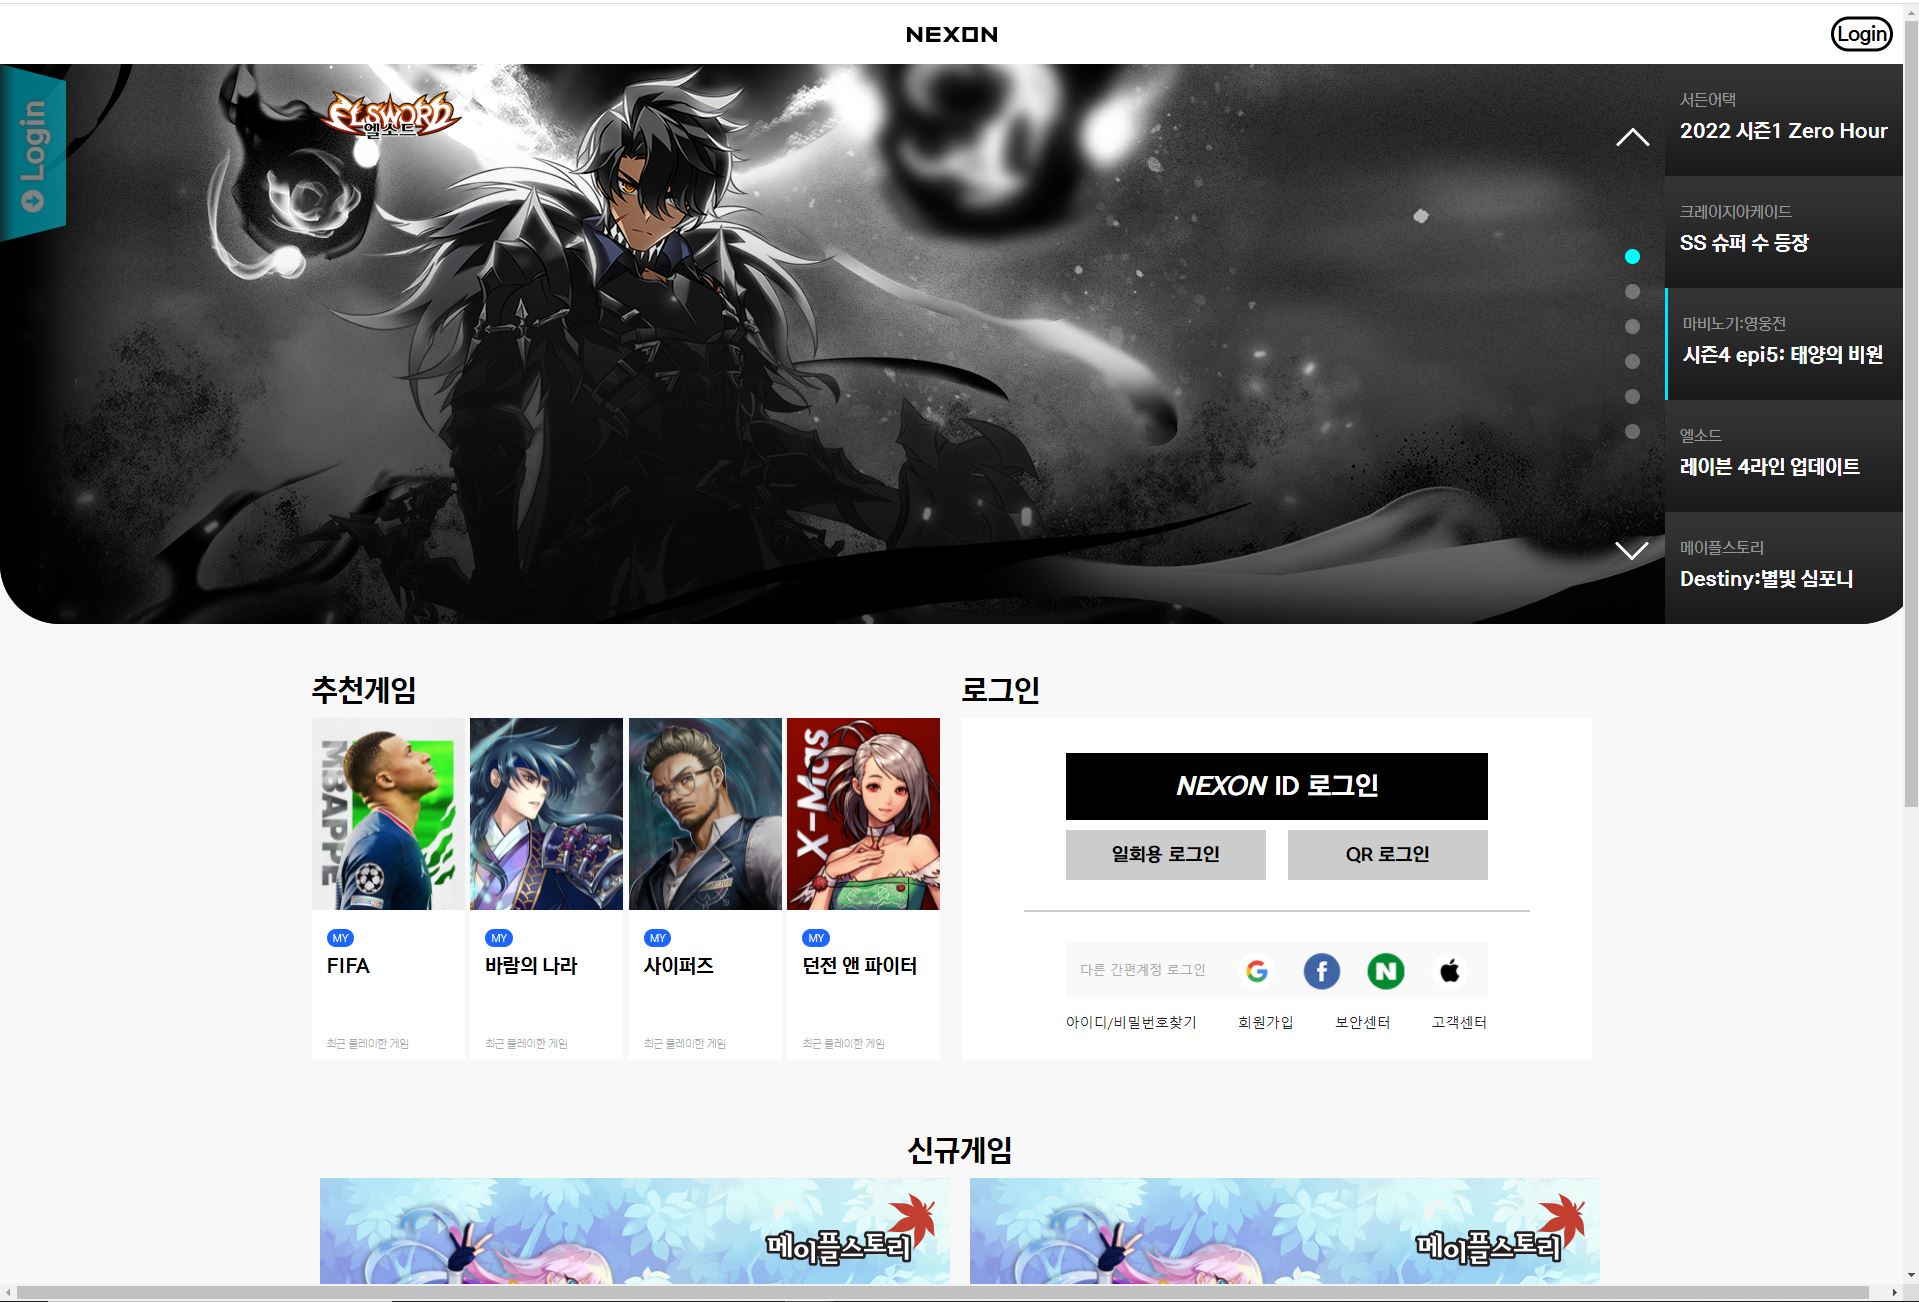 NEXON
Login
Login
ELSWORD
엘소드
서든어택
2022 시즌1 Zero Hour
크레이지아케이드
SS 슈퍼 수 등장
마비노기:영웅전
시즌4 epi5: 태양의 비원
엘소드
레이븐 4라인 업데이트
메이플스토리
Destiny:별빛 심포니
추천게임
MBAPPE
X-Mas
MY
FIFA
최근 플레이한 게임
MY
바람의 나라
최근 플레이한 게임
MY
사이퍼즈
최근 플레이한 게임
MY
던전 앤 파이터
최근 플레이한 게임
로그인
NEXON ID 로그인
일회용 로그인
QR 로그인
다른 간편계정 로그인
G
f
N
아이디/비밀번호찾기
회원가입
보안센터
고객센터
신규게임
메이플스토리
메이플스토리